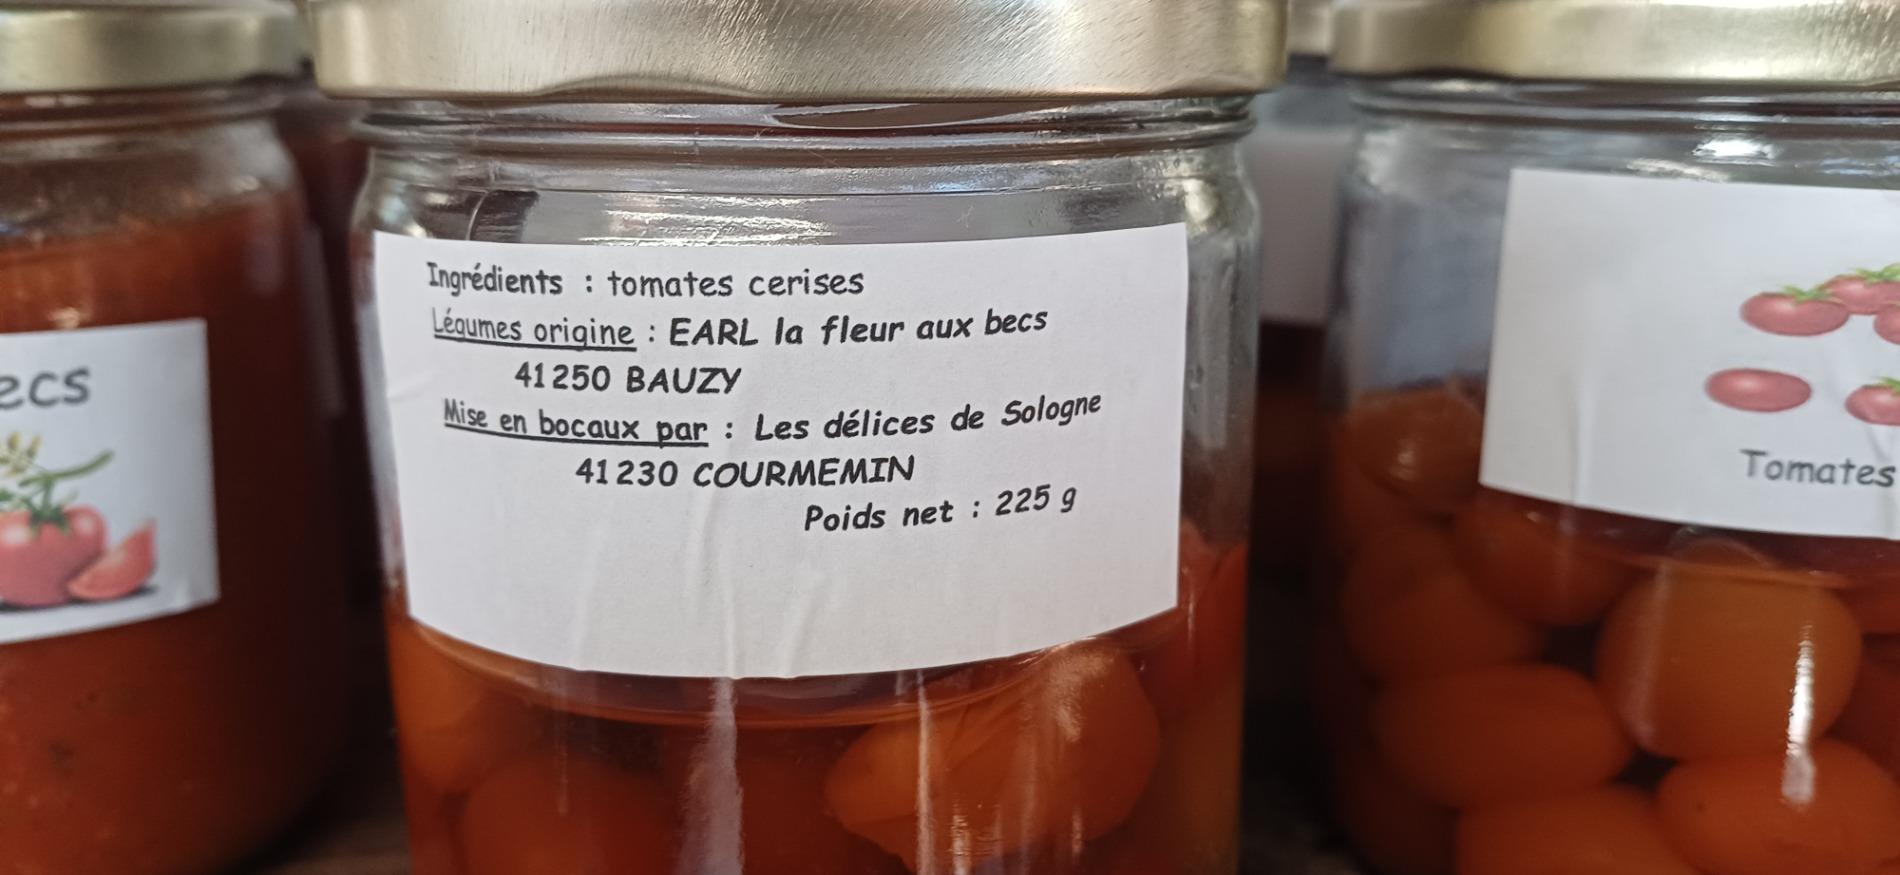 Ingrédients : tomates cerises
Légumes origine : EARL la fleur aux becs
41250 BAUZY
Mise en bocaux par : Les délices de Sologne
41230 COURMEMIN
Poids net : 225 g
ecs
Tomates